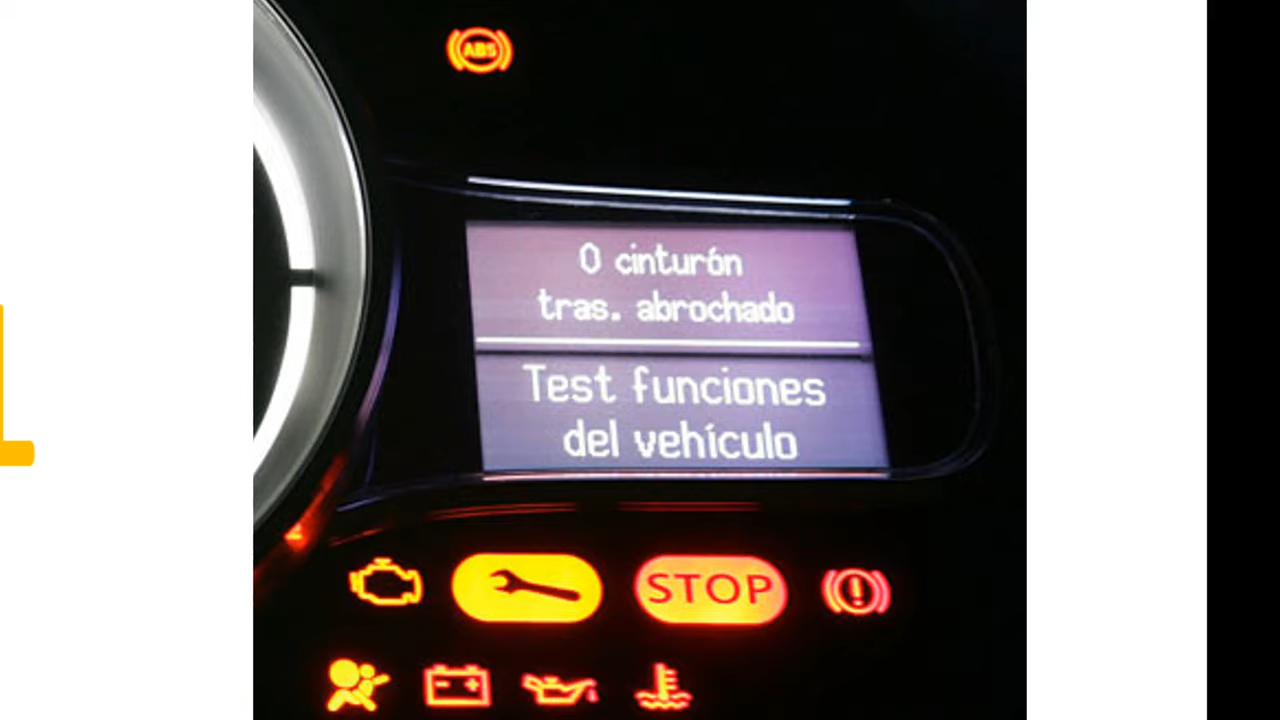 ABS
0 cinturón
tras. abrochado
Test funciones
del vehículo
STOP